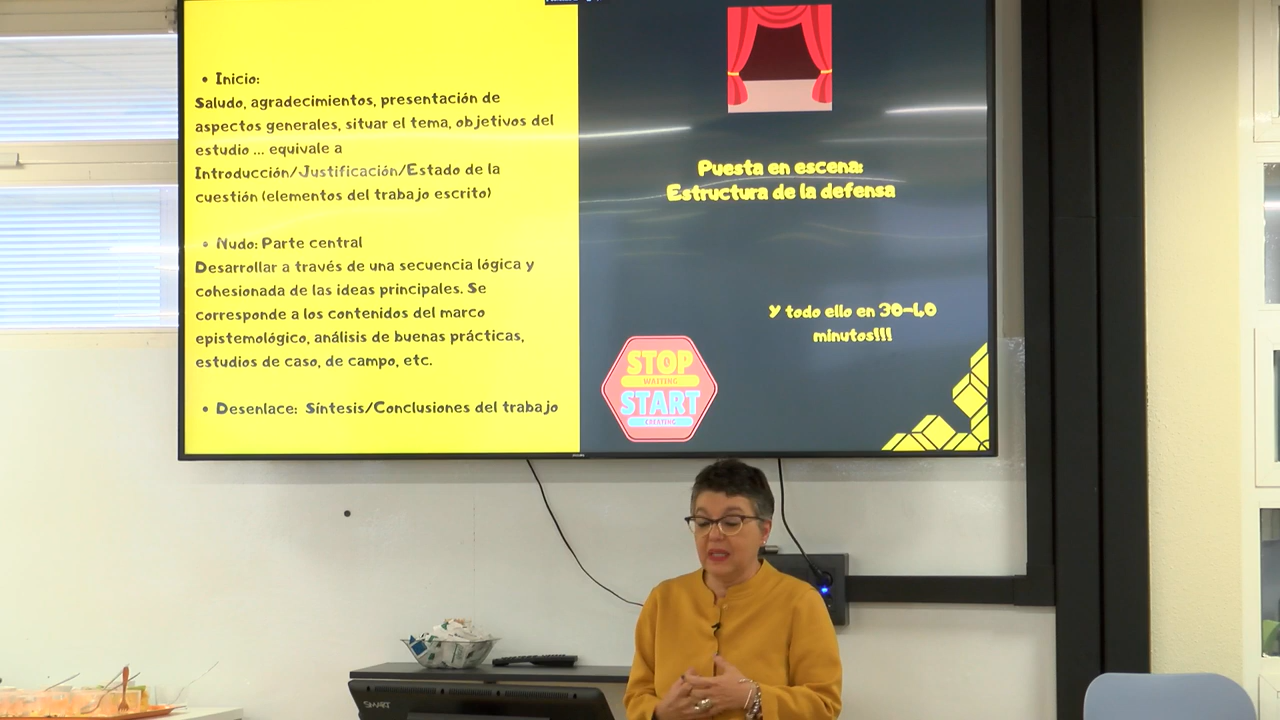 • Inicio:
Saludo, agradecimientos, presentación de
aspectos generales, situar el tema, objetivos del
estudio ... equivale a
Introducción/Justificación/Estado de la
cuestión (elementos del trabajo escrito)
• Nudo: Parte central
Desarrollar a través de una secuencia lógica y
cohesionada de las ideas principales. Se
corresponde a los contenidos del marco
epistemológico, análisis de buenas prácticas,
estudios de caso, de campo, etc.
• Desenlace: Síntesis/Conclusiones del trabajo
Puesta en escena:
Estructura de la defensa
Y todo ello en 30-40
minutos!!!
STOP
WAITING
START
CREATING
SMART